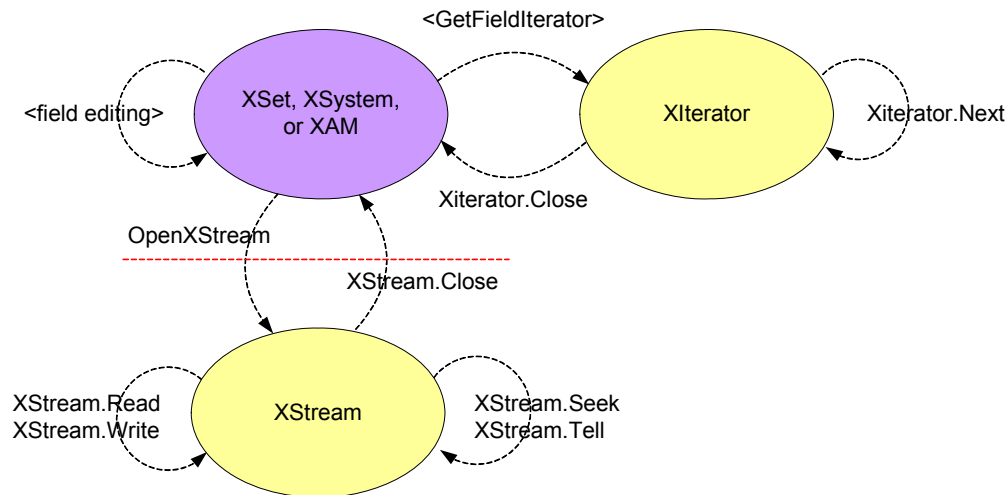 <GetFieldIterator>
<field editing>
XSet, XSystem,
or XAM
XIterator
Xiterator.Next
Xiterator.Close
OpenXStream
XStream.Close
XStream.Read
XStream.Write
XStream
XStream.Seek
XStream.Tell